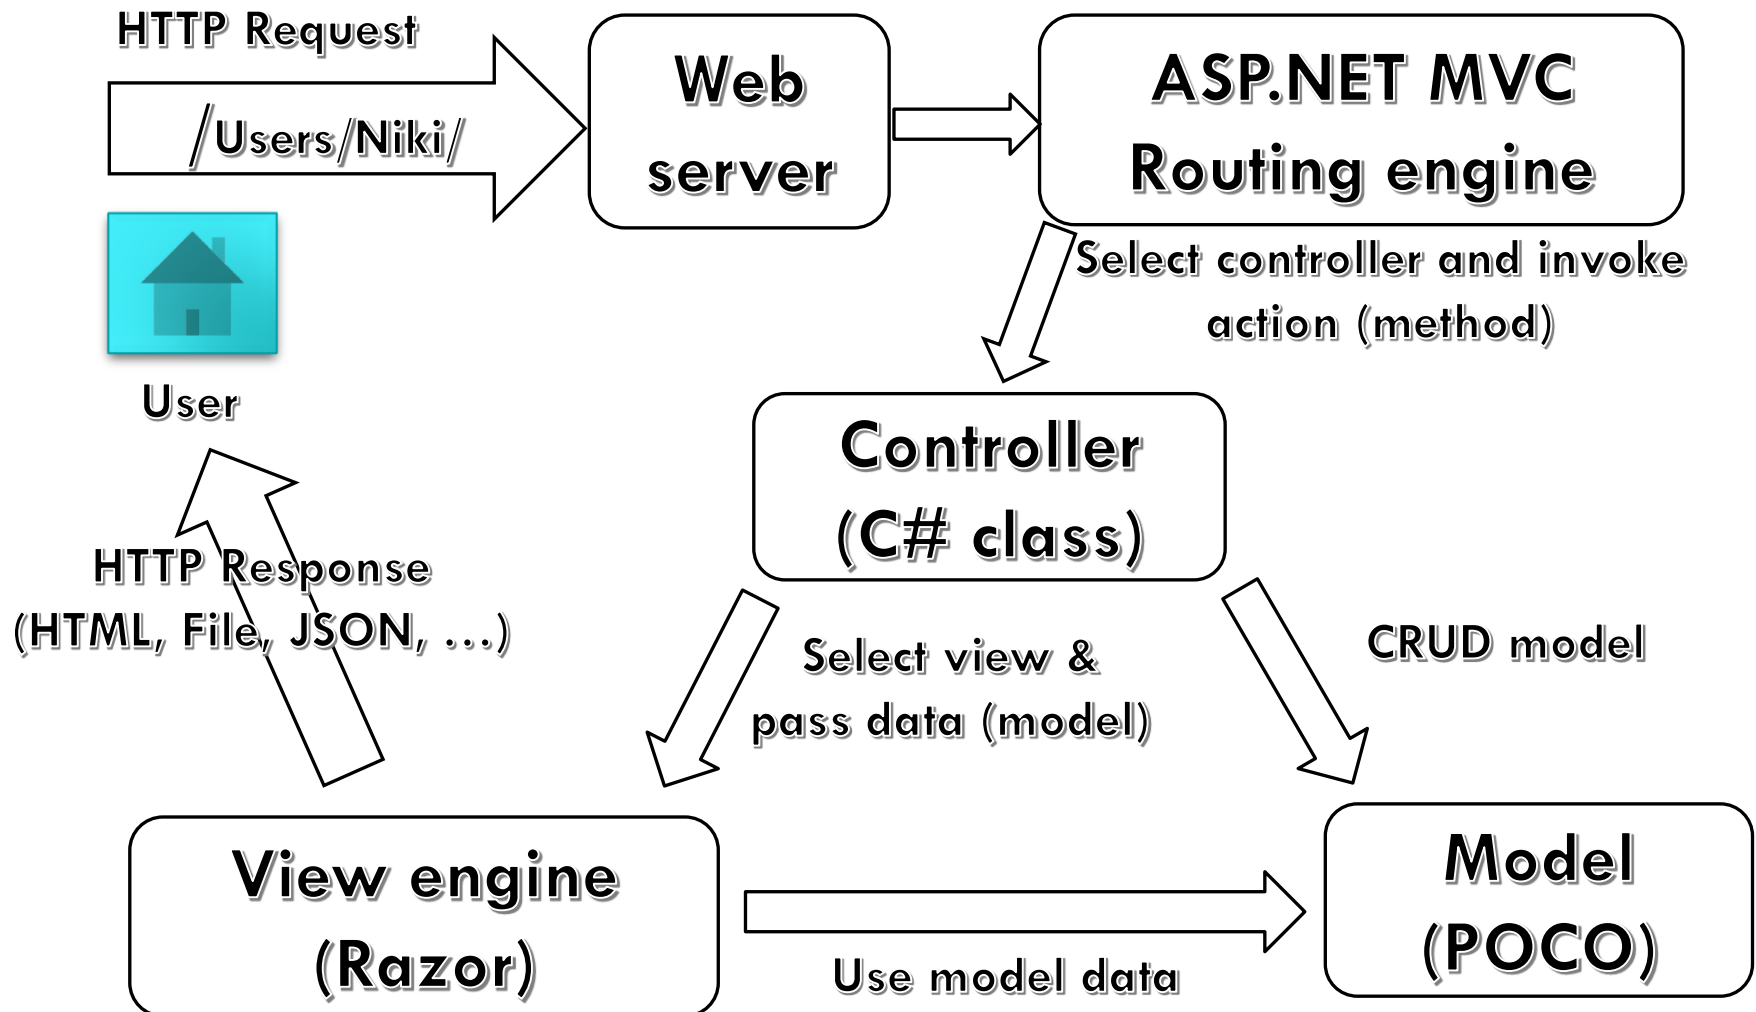 HTTP Request
/Users/Niki/
Web
server
ASP.NET MVC
Routing engine
Select controller and invoke
action (method)
User
Controller
(C# class)
HTTP Response
(HTML, File, JSON, …)
Select view &
pass data (model)
CRUD model
View engine
(Razor)
Use model data
Model
(POCO)